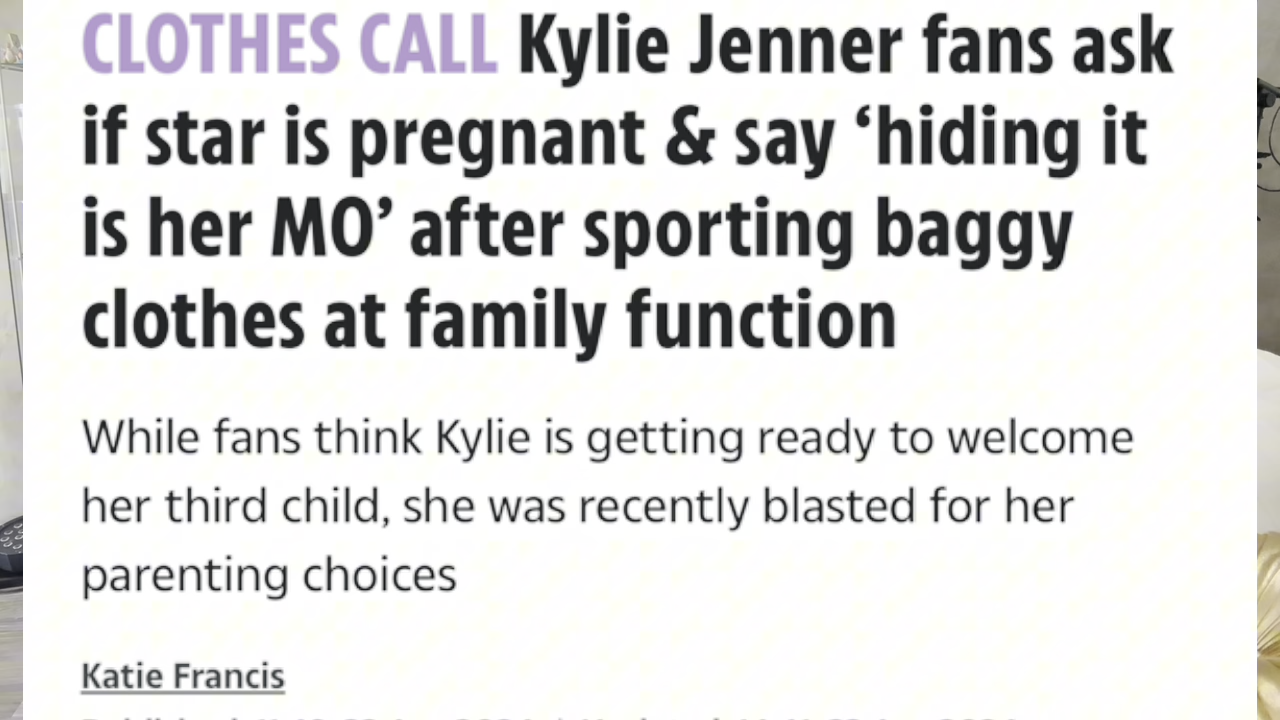 CLOTHES CALL Kylie Jenner fans ask
if star is pregnant & say ‘hiding it
is her MO’ after sporting baggy
clothes at family function
While fans think Kylie is getting ready to welcome
her third child, she was recently blasted for her
parenting choices
Katie Francis